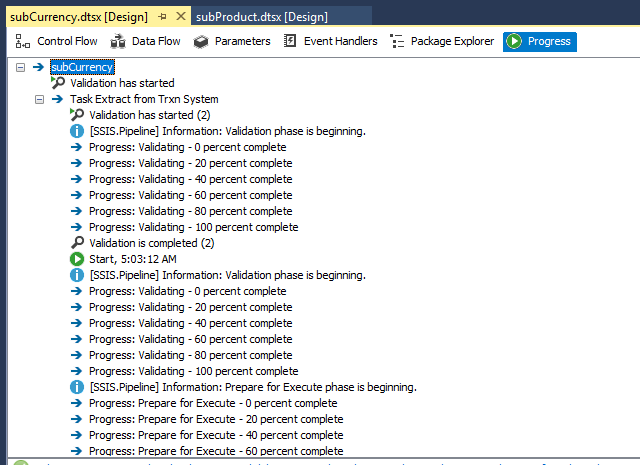 subCurrency.dtsx [Design] subProduct.dtsx [Design]
Control Flow Data Flow Parameters Event Handlers Package Explorer Progress
subCurrency
Validation has started
Task Extract from Trxn System
Validation has started (2)
[SSIS.Pipeline] Information: Validation phase is beginning.
Progress: Validating - 0 percent complete
Progress: Validating - 20 percent complete
Progress: Validating - 40 percent complete
Progress: Validating - 60 percent complete
Progress: Validating - 80 percent complete
Progress: Validating - 100 percent complete
Validation is completed (2)
Start, 5:03:12 AM
[SSIS.Pipeline] Information: Validation phase is beginning.
Progress: Validating - 0 percent complete
Progress: Validating - 20 percent complete
Progress: Validating - 40 percent complete
Progress: Validating - 60 percent complete
Progress: Validating - 80 percent complete
Progress: Validating - 100 percent complete
[SSIS.Pipeline] Information: Prepare for Execute phase is beginning.
Progress: Prepare for Execute - 0 percent complete
Progress: Prepare for Execute - 20 percent complete
Progress: Prepare for Execute - 40 percent complete
Progress: Prepare for Execute - 60 percent complete